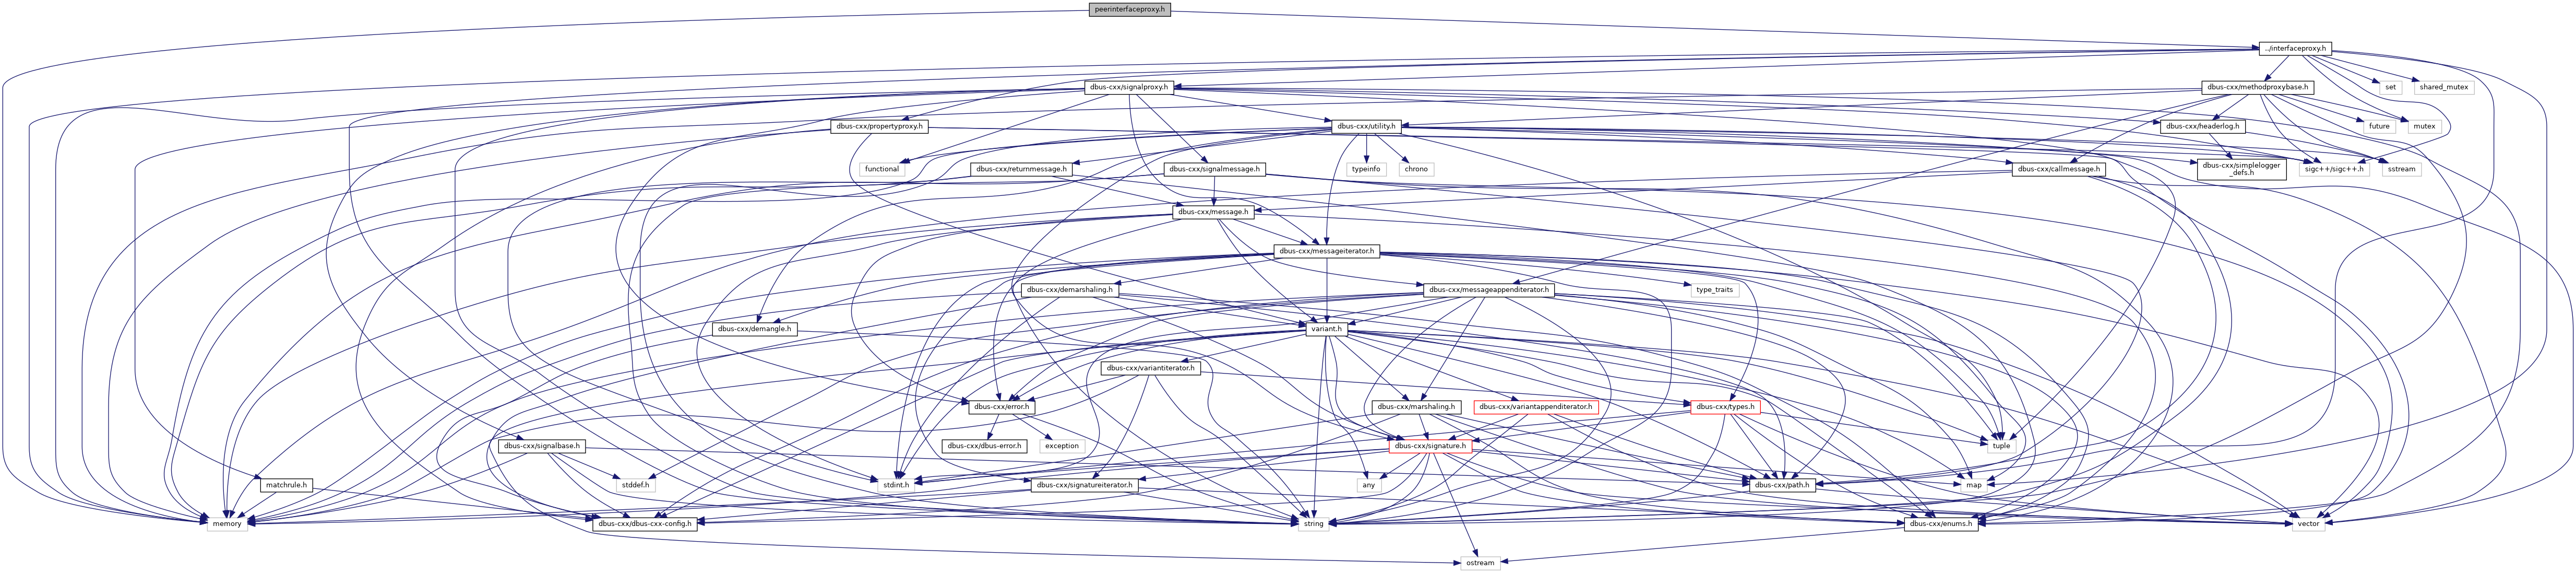 peerinterfaceproxy.h
../interfaceproxy.h
dbus-cxx/signalproxy.h
dbus-cxx/methodproxybase.h
set
shared_mutex
dbus-cxx/propertyproxy.h
dbus-cxx/utility.h
dbus-cxx/headerlog.h
future
mutex
functional
dbus-cxx/returnmessage.h
dbus-cxx/signalmessage.h
typeinfo
chrono
dbus-cxx/callmessage.h
dbus-cxx/simplelogger
_defs.h
sigc++/sigc++.h
sstream
dbus-cxx/message.h
dbus-cxx/messageiterator.h
dbus-cxx/demarshaling.h
dbus-cxx/messageappenditerator.h
type_traits
dbus-cxx/demangle.h
variant.h
dbus-cxx/variantiterator.h
dbus-cxx/error.h
dbus-cxx/marshaling.h
dbus-cxx/variantappenditerator.h
dbus-cxx/types.h
dbus-cxx/signalbase.h
dbus-cxx/dbus-error.h
exception
dbus-cxx/signature.h
tuple
matchrule.h
stddef.h
stdint.h
dbus-cxx/signatureiterator.h
any
dbus-cxx/path.h
map
memory
dbus-cxx/dbus-cxx-config.h
string
dbus-cxx/enums.h
vector
ostream